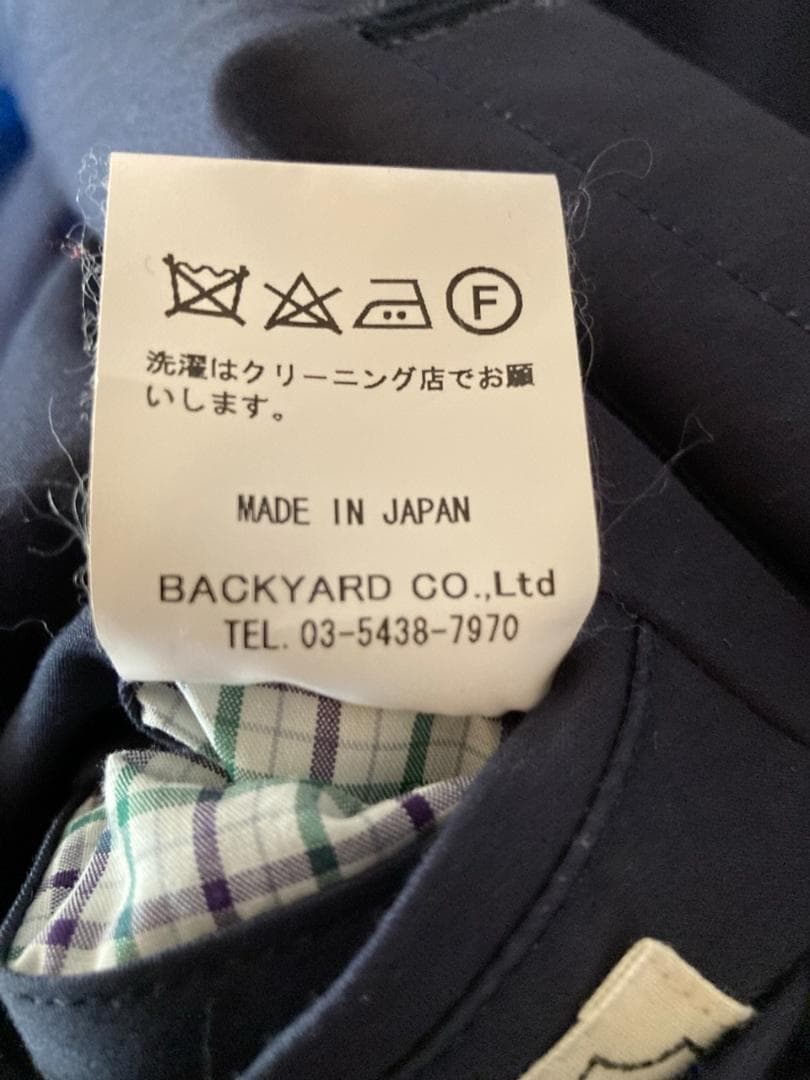 F
洗濯はクリーニング店でお願
いします。
MADE IN JAPAN
BACKYARD CO.,Ltd
TEL. 03-5438-7970